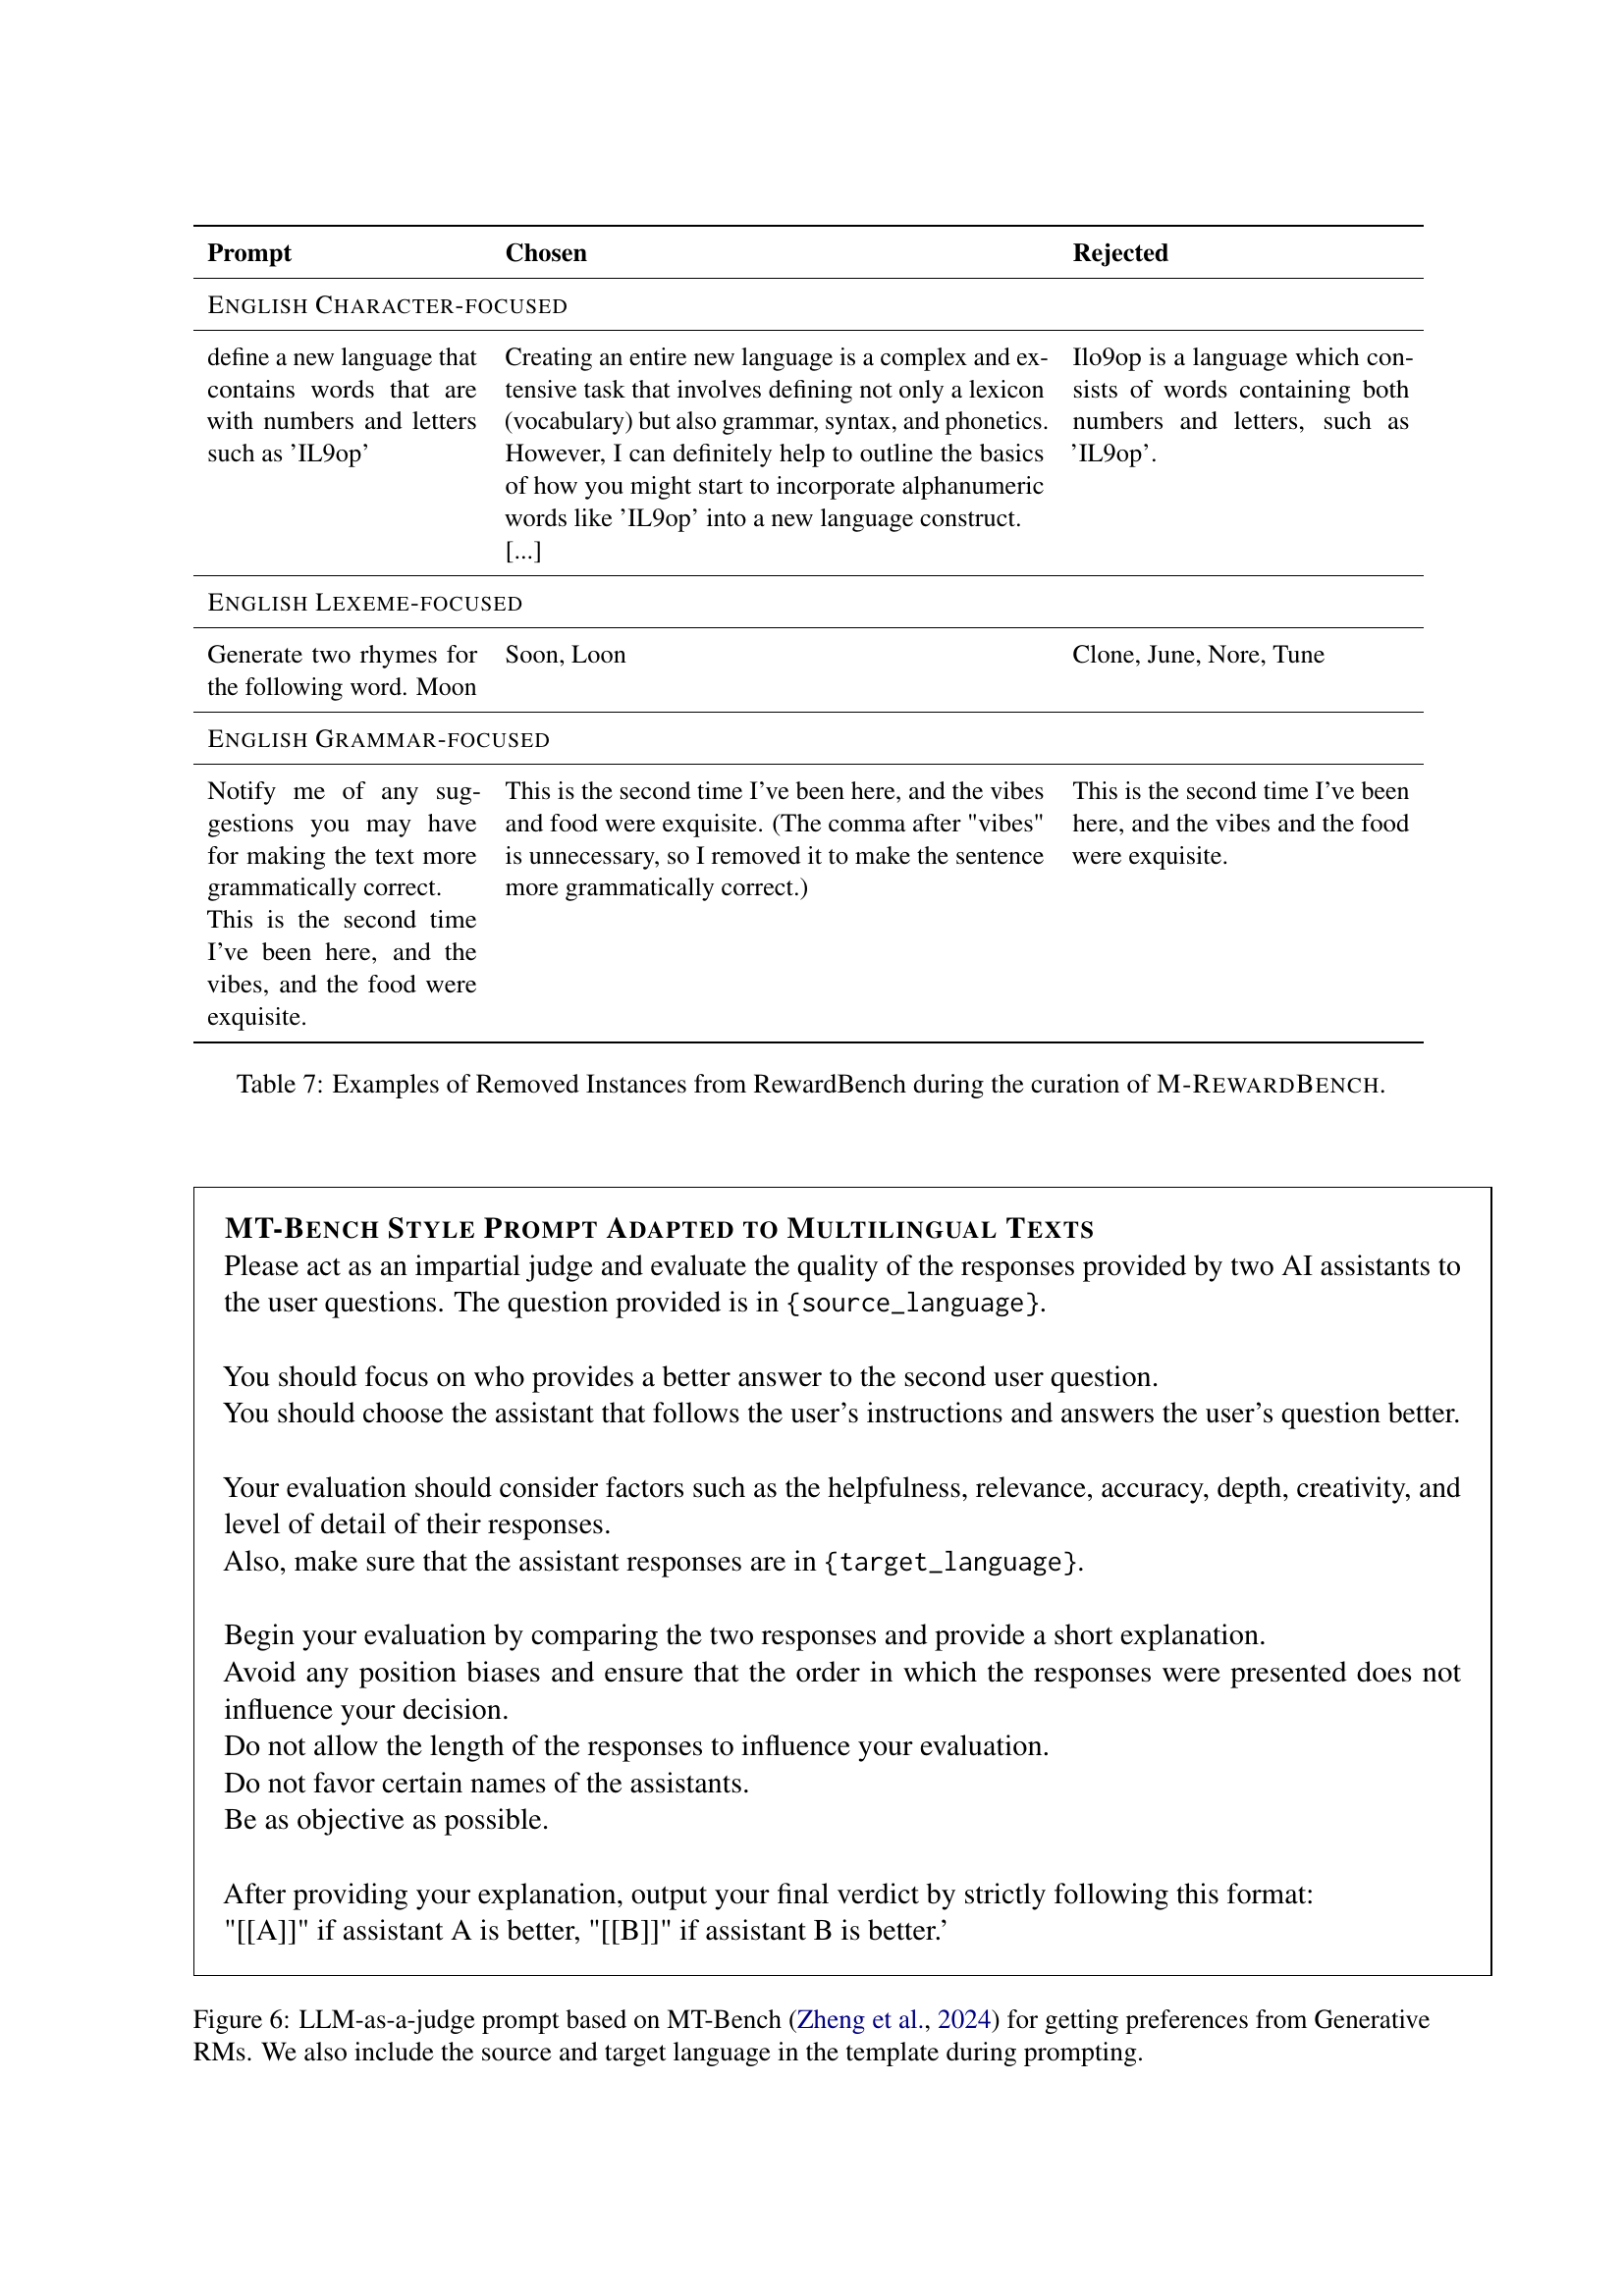 Prompt Chosen Rejected
ENGLISH CHARACTER-FOCUSED
define a new language that contains words that are with numbers and letters such as ’IL9op’
Creating an entire new language is a complex and ex-
tensive task that involves defining not only a lexicon
(vocabulary) but also grammar, syntax, and phonetics.
However, I can definitely help to outline the basics
of how you might start to incorporate alphanumeric
words like ’IL9op’ into a new language construct.
[...]
Ilo9op is a language which con-
sists of words containing both
numbers and letters, such as
’IL9op’.
ENGLISH LEXEME-FOCUSED
Generate two rhymes for
the following word. Moon
Soon, Loon
Clone, June, Nore, Tune
ENGLISH GRAMMAR-FOCUSED
Notify me of any sug-
gestions you may have
for making the text more
grammatically correct.
This is the second time
I’ve been here, and the
vibes, and the food were
exquisite.
This is the second time I’ve been here, and the vibes
and food were exquisite. (The comma after "vibes"
is unnecessary, so I removed it to make the sentence
more grammatically correct.)
This is the second time I’ve been
here, and the vibes and the food
were exquisite.
Table 7: Examples of Removed Instances from RewardBench during the curation of M-REWARDBENCH.
MT-BENCH STYLE PROMPT ADAPTED TO MULTILINGUAL TEXTS
Please act as an impartial judge and evaluate the quality of the responses provided by two AI assistants to
the user questions. The question provided is in {source_language}.
You should focus on who provides a better answer to the second user question.
You should choose the assistant that follows the user’s instructions and answers the user’s question better.
Your evaluation should consider factors such as the helpfulness, relevance, accuracy, depth, creativity, and
level of detail of their responses.
Also, make sure that the assistant responses are in {target_language}.
Begin your evaluation by comparing the two responses and provide a short explanation.
Avoid any position biases and ensure that the order in which the responses were presented does not
influence your decision.
Do not allow the length of the responses to influence your evaluation.
Do not favor certain names of the assistants.
Be as objective as possible.
After providing your explanation, output your final verdict by strictly following this format:
"[[A]]" if assistant A is better, "[[B]]" if assistant B is better.’
Figure 6: LLM-as-a-judge prompt based on MT-Bench (Zheng et al., 2024) for getting preferences from Generative
RMs. We also include the source and target language in the template during prompting.